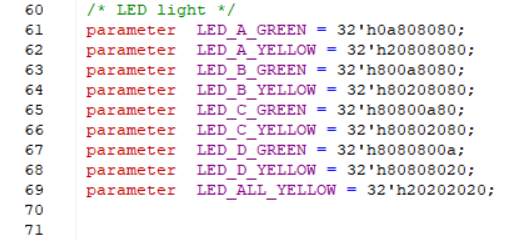 60 /* LED light */
61 parameter LED_A_GREEN = 32'h0a808080;
62 parameter LED_A_YELLOW = 32'h20808080;
63 parameter LED_B_GREEN = 32'h800a8080;
64 parameter LED_B_YELLOW = 32'h80208080;
65 parameter LED_C_GREEN = 32'h80800a80;
66 parameter LED_C_YELLOW = 32'h80802080;
67 parameter LED_D_GREEN = 32'h8080800a;
68 parameter LED_D_YELLOW = 32'h80808020;
69 parameter LED_ALL_YELLOW = 32'h20202020;
70
71